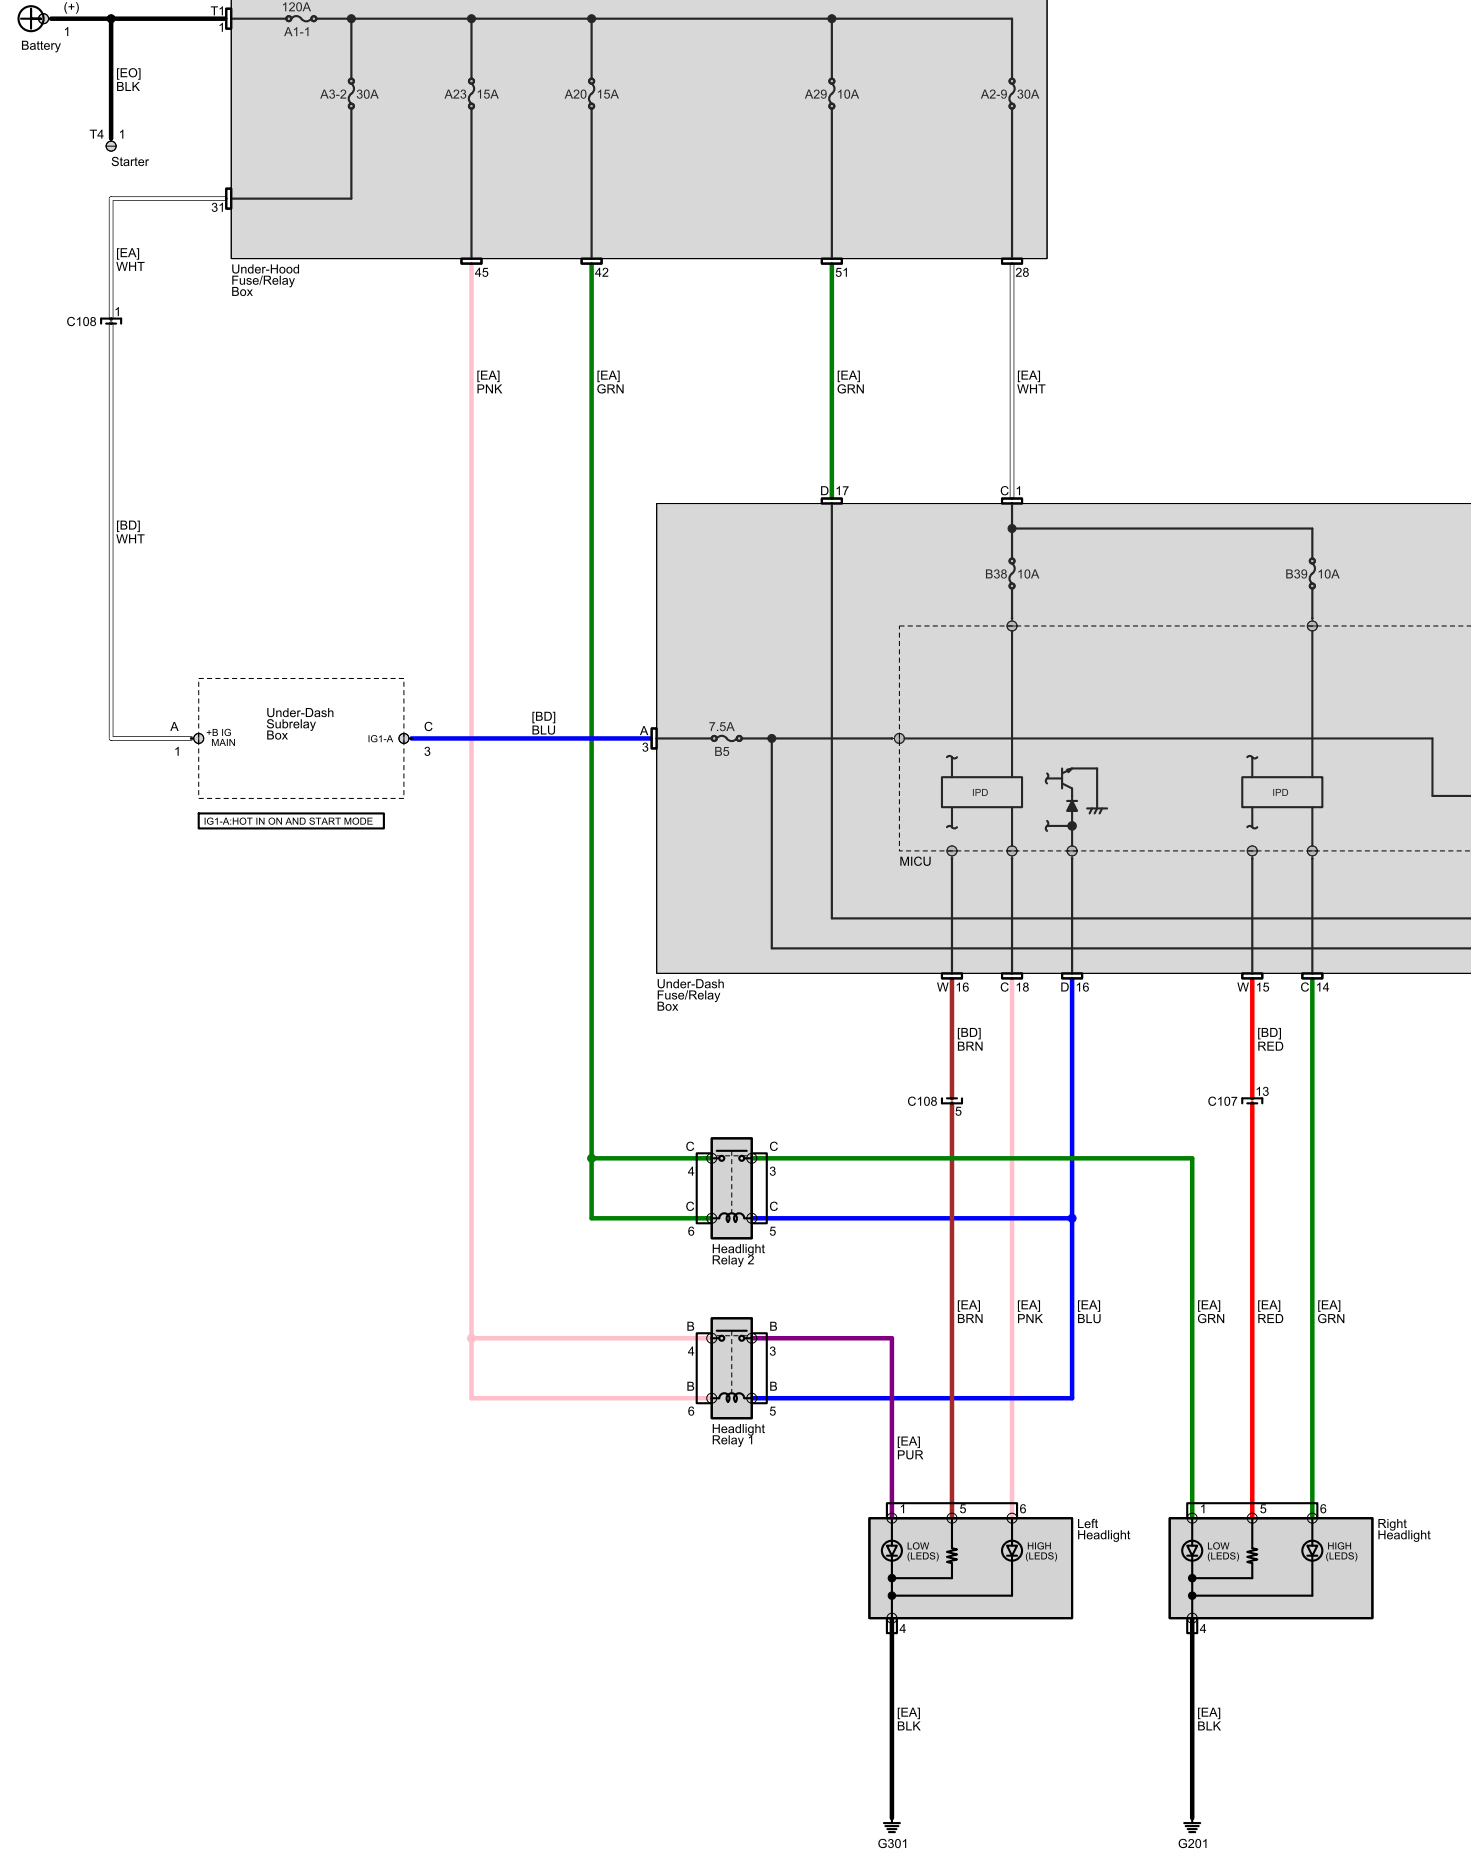 (+)
1
Battery
T1
1
120A
A1-1
[EO]
BLK
T4 1
Starter
A3-2 30A
A23 15A
A20 15A
A29 10A
A2-9 30A
31
[EA]
WHT
Under-Hood
Fuse/Relay
Box
45
42
51
28
C108
1
[EA]
PNK
[EA]
GRN
[EA]
GRN
[EA]
WHT
D 17
C 1
[BD]
WHT
B38 10A
B39 10A
A
1
+B IG
MAIN
Under-Dash
Subrelay
Box
IG1-A
C
3
[BD]
BLU
A
3
7.5A
B5
IPD
IPD
IG1-A:HOT IN ON AND START MODE
MICU
Under-Dash
Fuse/Relay
Box
W 16
C 18
D 16
W 15
C 14
[BD]
BRN
[BD]
RED
C108
5
C107
13
C
4
C
3
C
6
C
5
Headlight
Relay 2
B
4
B
3
B
6
B
5
Headlight
Relay 1
[EA]
BRN
[EA]
PNK
[EA]
BLU
[EA]
GRN
[EA]
RED
[EA]
GRN
[EA]
PUR
1
5
6
Left
Headlight
LOW
(LEDS)
HIGH
(LEDS)
4
1
5
6
Right
Headlight
LOW
(LEDS)
HIGH
(LEDS)
4
[EA]
BLK
[EA]
BLK
G301
G201